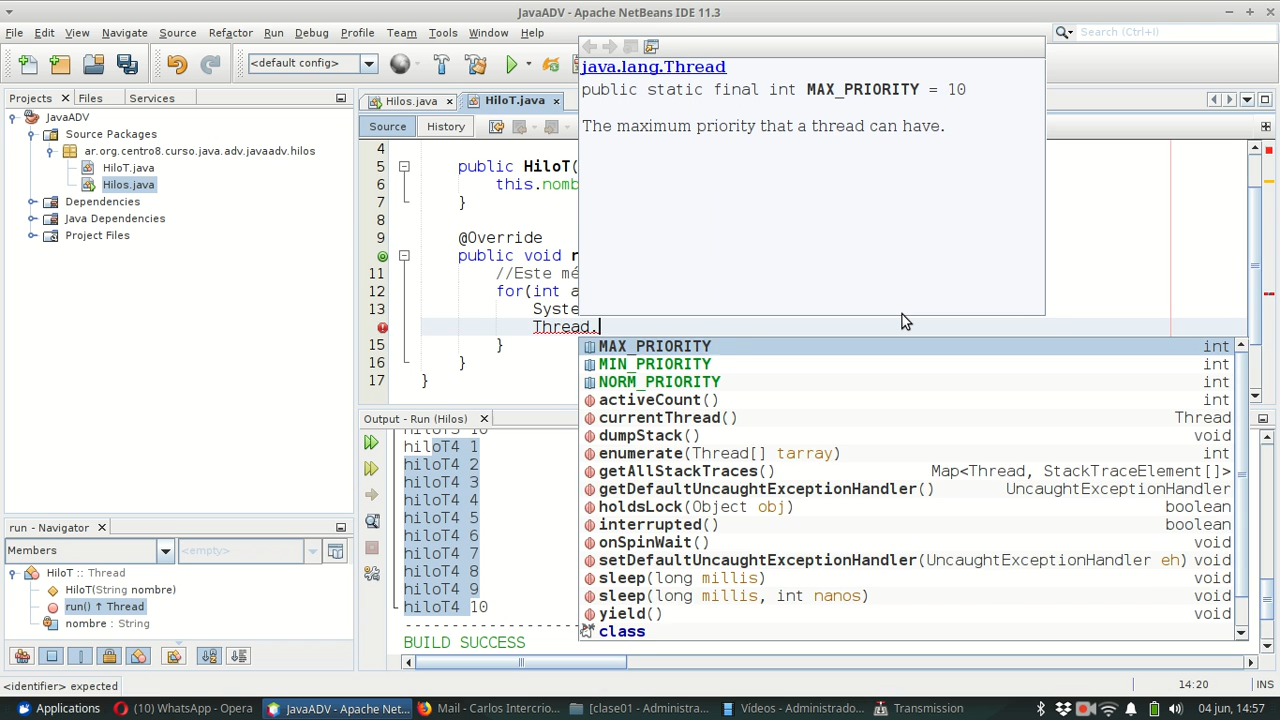 JavaADV - Apache NetBeans IDE 11.3
File Edit View Navigate Source Refactor Run Debug Profile Team Tools Window Help
Search (Ctrl+I)
<default config>
Projects Files Services
Hilos.java HiloT.java
Source History
JavaADV
Source Packages
ar.org.centro8.curso.java.adv.javaadv.hilos
HiloT.java
Hilos.java
Dependencies
Java Dependencies
Project Files
java.lang.Thread
public static final int MAX_PRIORITY = 10
The maximum priority that a thread can have.
4
5 public HiloT(
6 this.nomb
7 }
8
9 @Override
public void r
11 //Este mé
12 for(int a
13 Syste
Thread.
15 }
16 }
17 }
MAX_PRIORITY int
MIN_PRIORITY int
NORM_PRIORITY int
activeCount() int
currentThread() Thread
dumpStack() void
enumerate(Thread[] tarray) int
getAllStackTraces() Map<Thread, StackTraceElement[]>
getDefaultUncaughtExceptionHandler() UncaughtExceptionHandler
holdsLock(Object obj) boolean
interrupted() boolean
onSpinWait() void
setDefaultUncaughtExceptionHandler(UncaughtExceptionHandler eh) void
sleep(long millis) void
sleep(long millis, int nanos) void
yield() void
class
Output - Run (Hilos)
hiloT4 1
hiloT4 2
hiloT4 3
hiloT4 4
hiloT4 5
hiloT4 6
hiloT4 7
hiloT4 8
hiloT4 9
hiloT4 10
BUILD SUCCESS
run - Navigator
Members <empty>
HiloT :: Thread
HiloT(String nombre)
run() ↑ Thread
nombre : String
<identifier> expected
14:20 INS
Applications (10) WhatsApp - Opera JavaADV - Apache Net... Mail - Carlos Intercrio... [clase01 - Administra... Vídeos - Administrado... Transmission 04 jun, 14:57